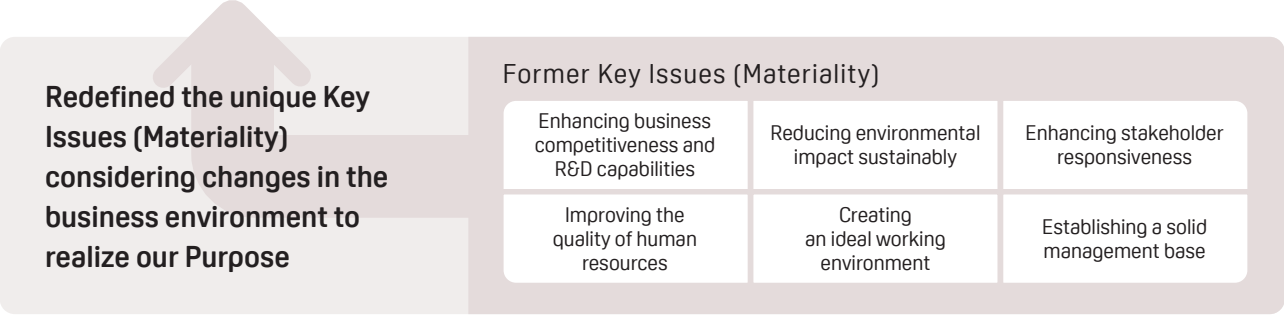 Redefined the unique Key
Issues (Materiality)
considering changes in the
business environment to
realize our Purpose
Former Key Issues (Materiality)
Enhancing business
competitiveness and
R&D capabilities
Reducing environmental
impact sustainably
Enhancing stakeholder
responsiveness
Improving the
quality of human
resources
Creating
an ideal working
environment
Establishing a solid
management base